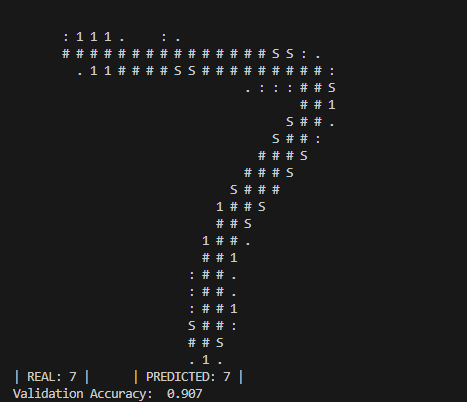 :111.  :.
###############SS:.
.11####SS#########:
.::::##S
##1
S##.
S##:
###S
###S
S###
1##S
##S
1##.
##1
:##.
:##.
:##1
S##:
##S
.1.
| REAL: 7 | | PREDICTED: 7 |
Validation Accuracy: 0.907